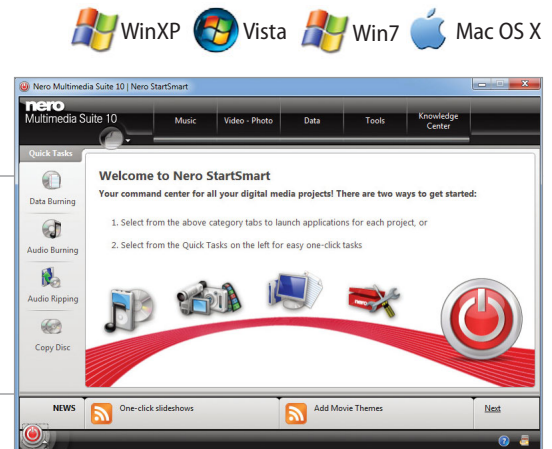 WinXP Vista Win7 Mac OS X
Nero Multimedia Suite 10 | Nero StartSmart
nero
Multimedia Suite 10
Music Video - Photo Data Tools Knowledge Center
Quick Tasks
Data Burning
Audio Burning
Audio Ripping
Copy Disc
Welcome to Nero StartSmart
Your command center for all your digital media projects! There are two ways to get started:
1. Select from the above category tabs to launch applications for each project, or
2. Select from the Quick Tasks on the left for easy one-click tasks
nero
NEWS One-click slideshows Add Movie Themes Next